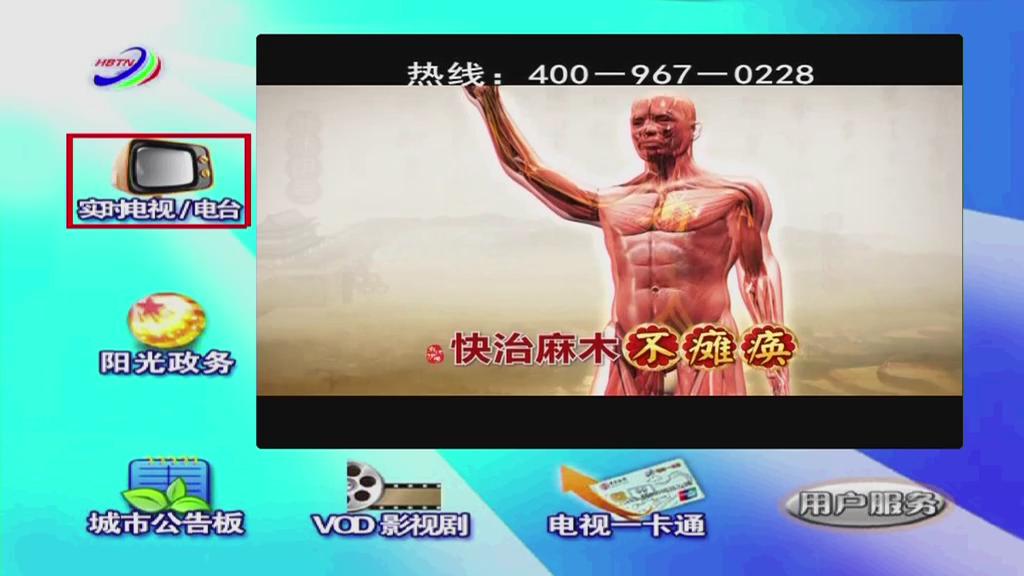 HBTN
热线：400－967－0228
实时电视/电台
快治麻木不瘫痪
阳光政务
城市公告板
VOD影视剧
电视一卡通
用户服务